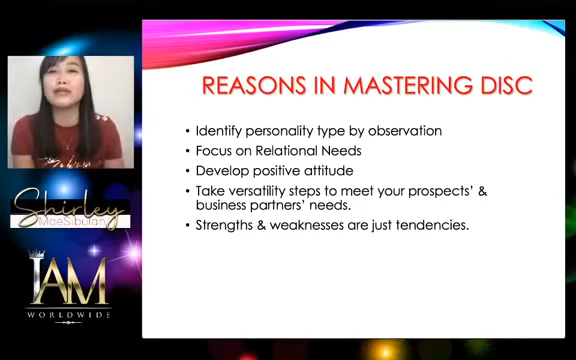 REASONS IN MASTERING DISC
• Identify personality type by observation
• Focus on Relational Needs
• Develop positive attitude
• Take versatility steps to meet your prospects' &
business partners' needs.
• Strengths & weaknesses are just tendencies.
Shirley
MaeSibulan
IAM
WORLDWIDE